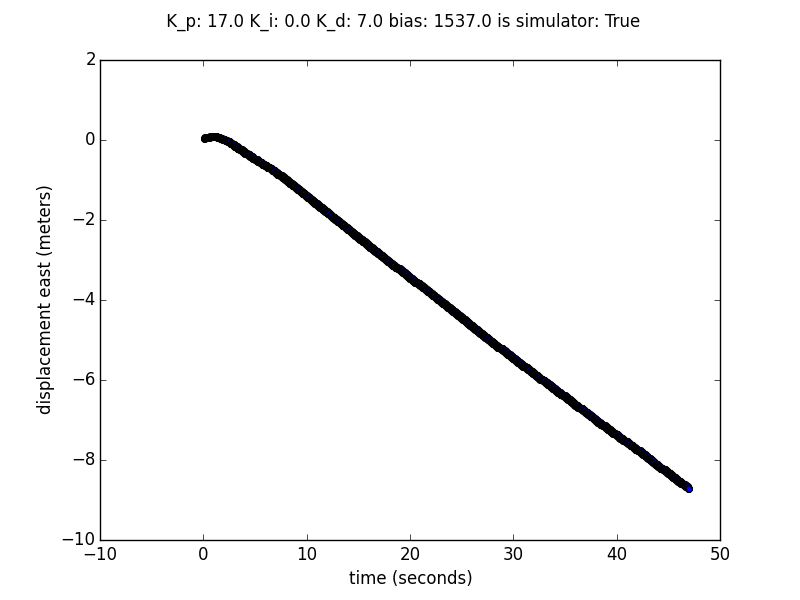 K_p: 17.0 K_i: 0.0 K_d: 7.0 bias: 1537.0 is simulator: True
2
0
−2
−4
−6
−8
−10
displacement east (meters)
−10 0 10 20 30 40 50
time (seconds)